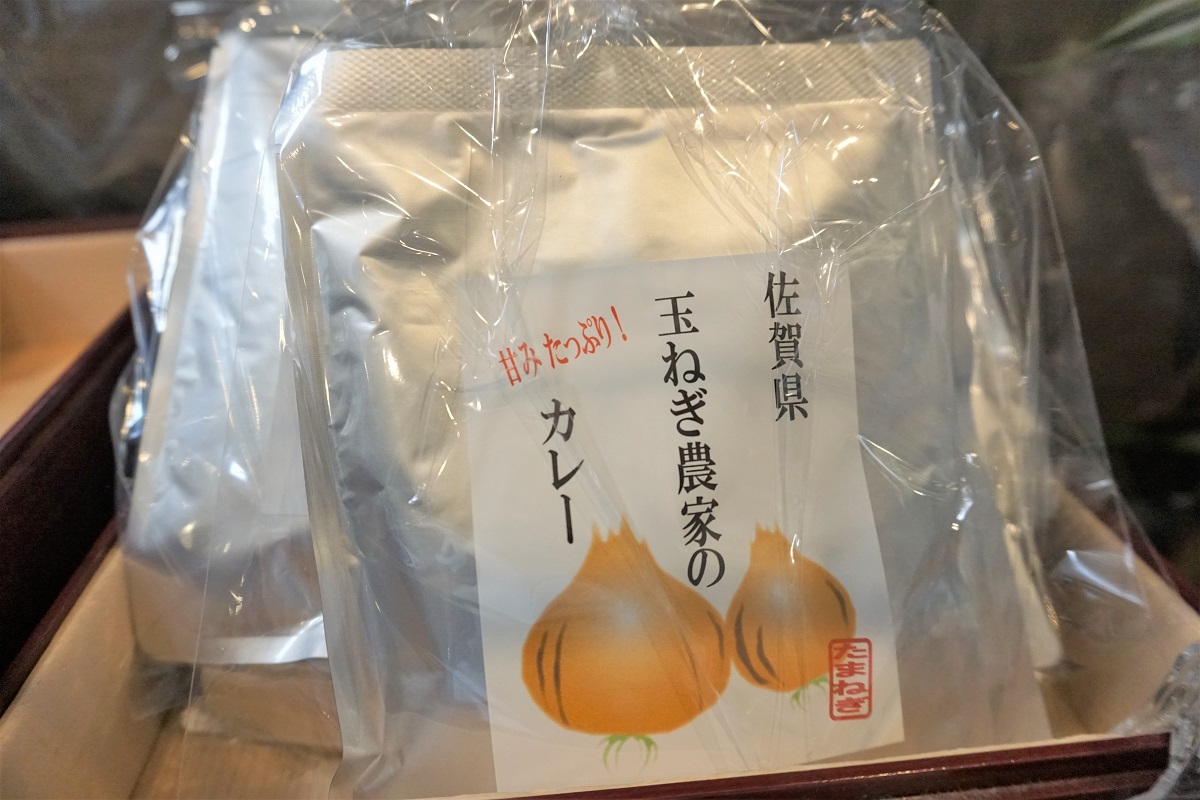 佐賀県
玉ねぎ農家の
カレー
甘みたっぷり!
たまねぎ